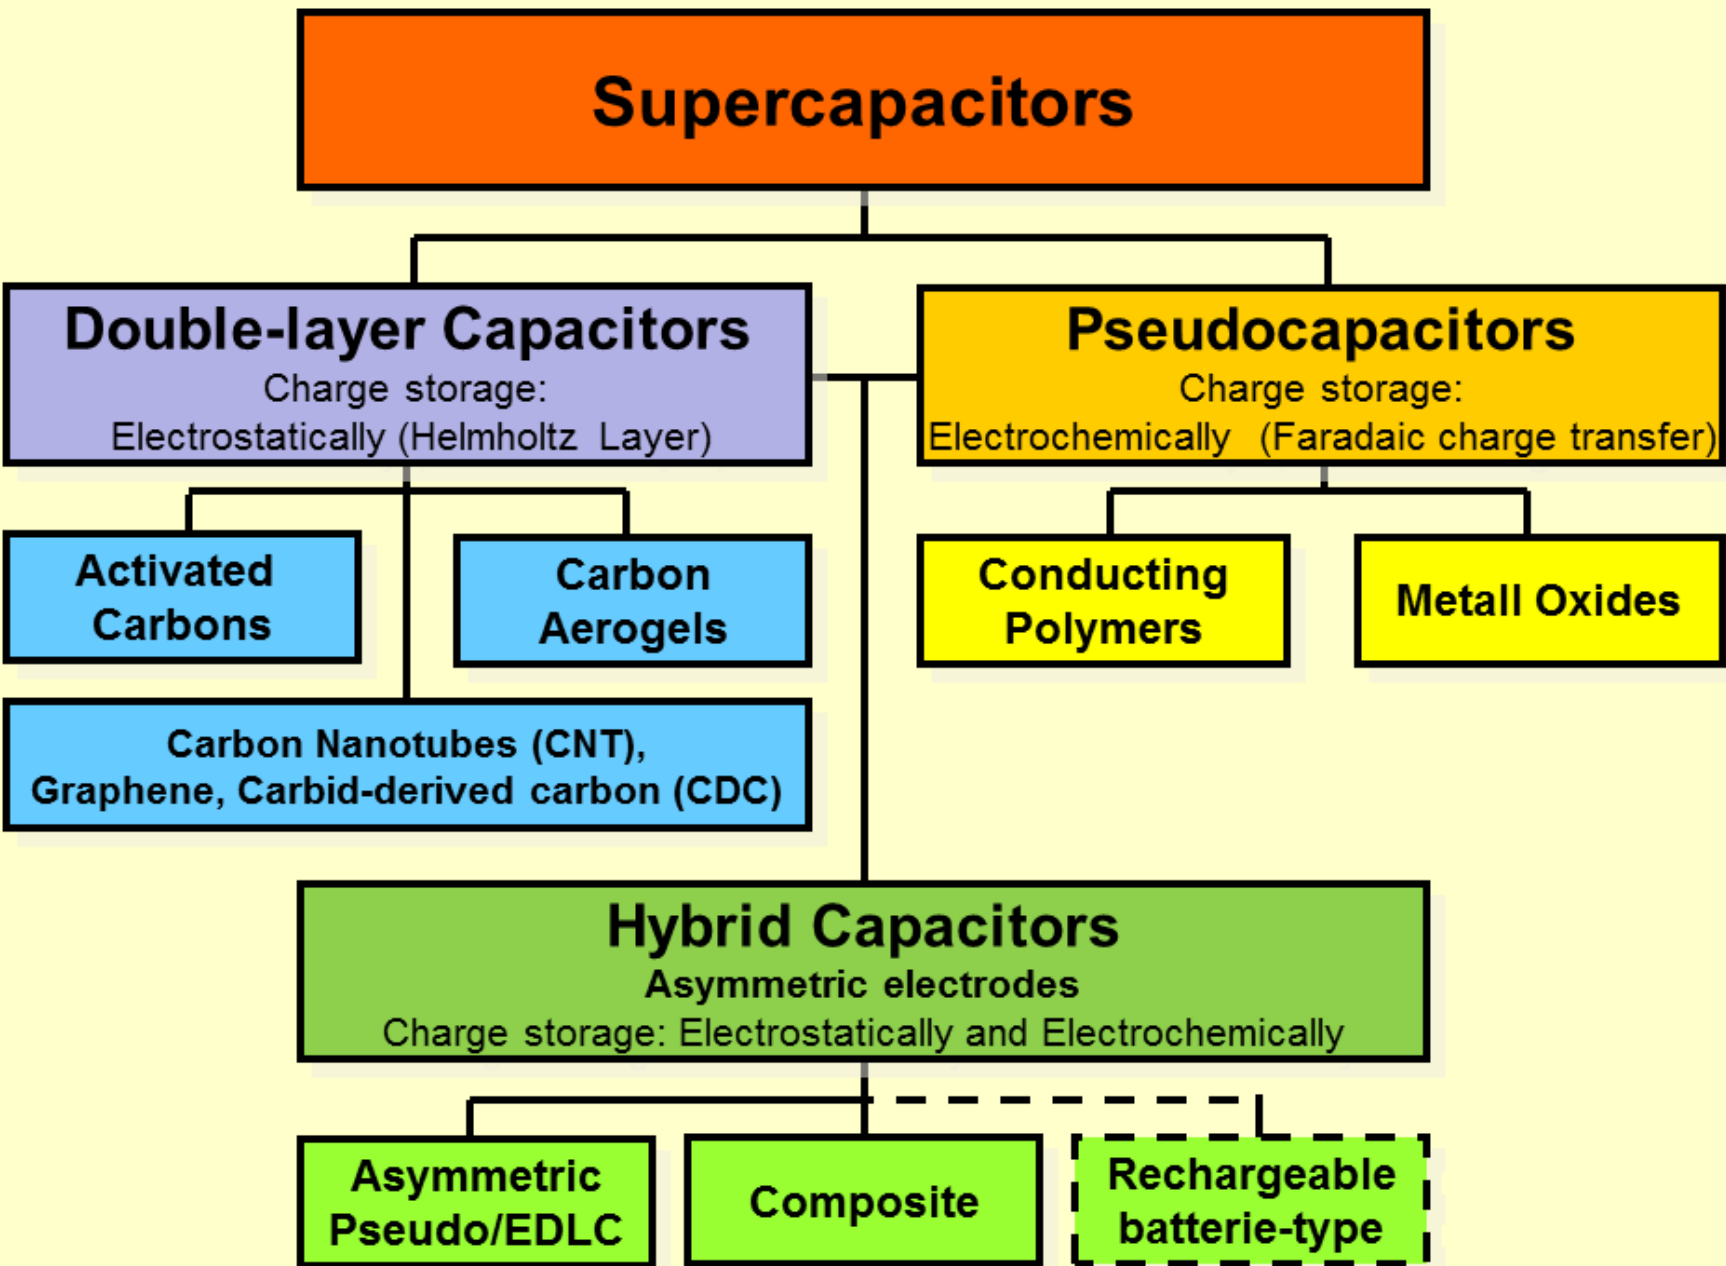 Supercapacitors
Double-layer Capacitors
Charge storage:
Electrostatically (Helmholtz Layer)
Pseudocapacitors
Charge storage:
Electrochemically (Faradaic charge transfer)
Activated
Carbons
Carbon
Aerogels
Conducting
Polymers
Metall Oxides
Carbon Nanotubes (CNT),
Graphene, Carbid-derived carbon (CDC)
Hybrid Capacitors
Asymmetric electrodes
Charge storage: Electrostatically and Electrochemically
Asymmetric
Pseudo/EDLC
Composite
Rechargeable
batterie-type